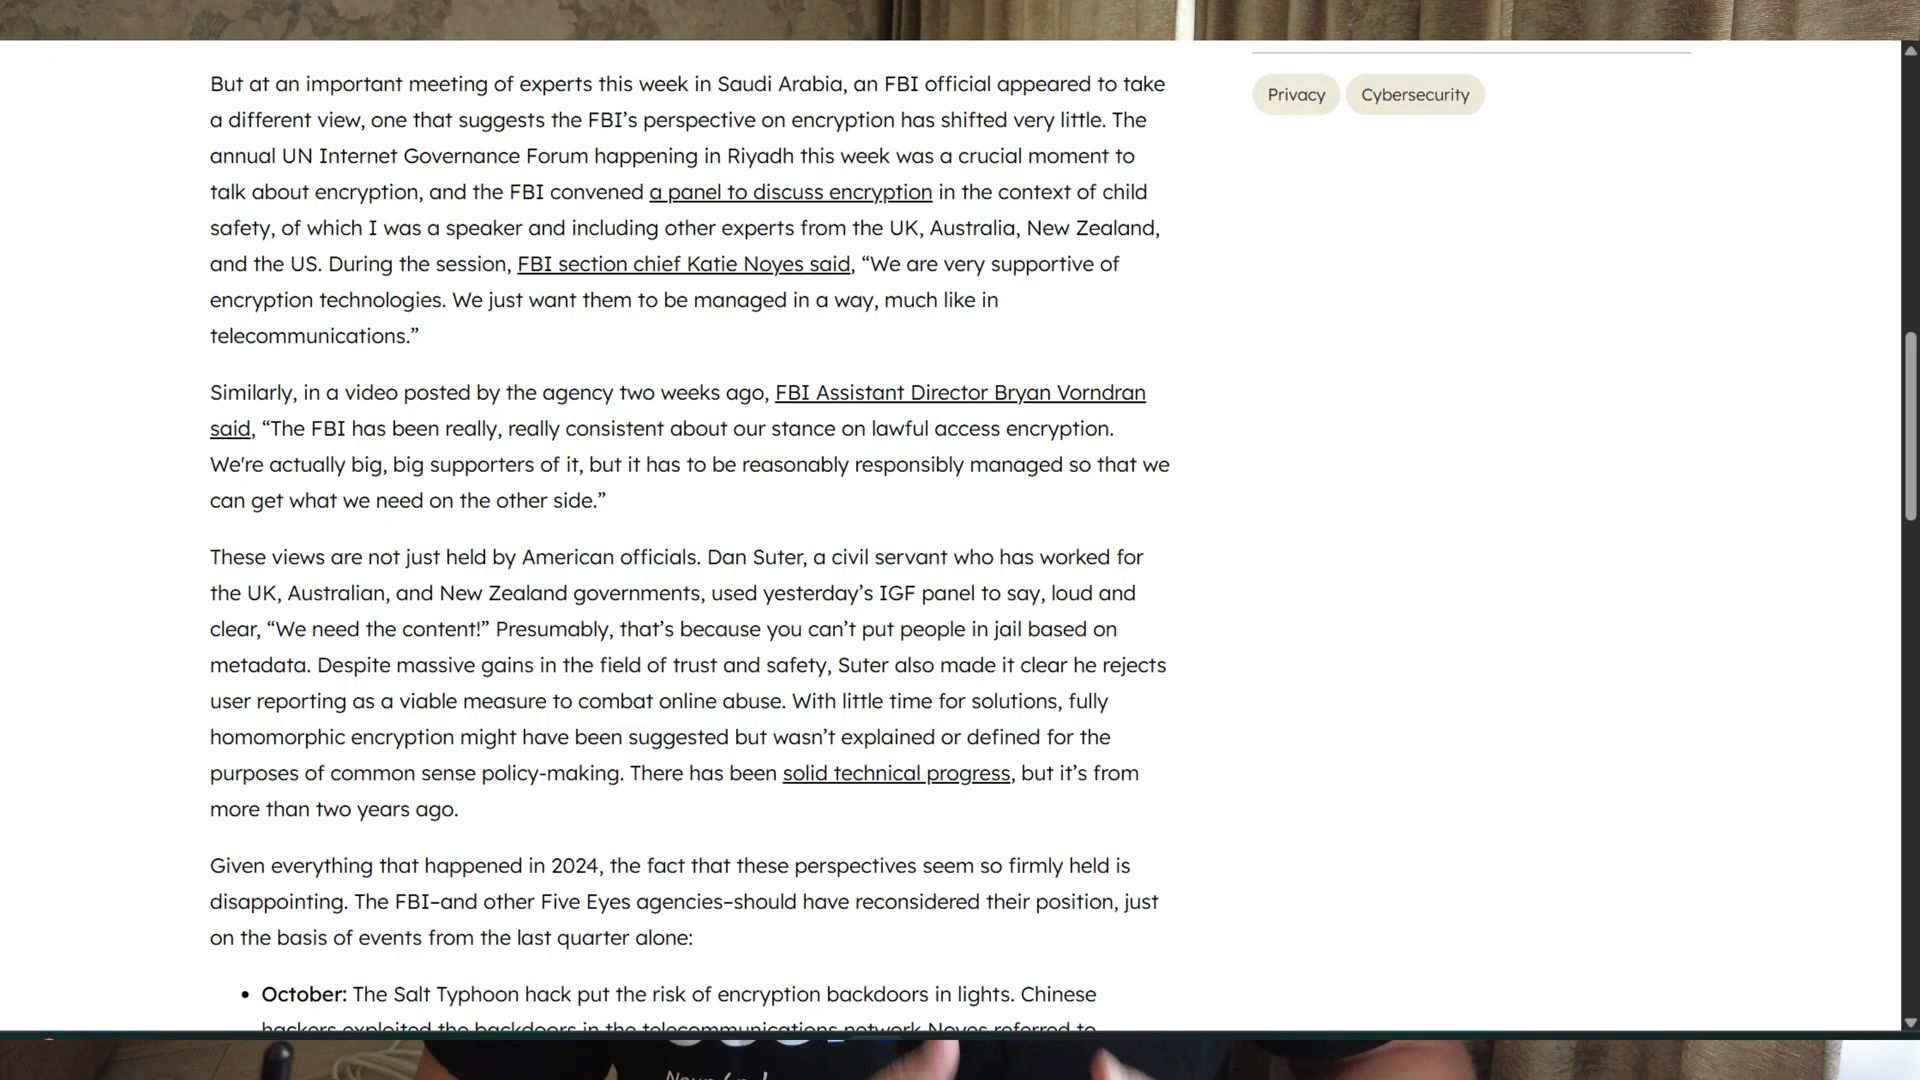 But at an important meeting of experts this week in Saudi Arabia, an FBI official appeared to take
a different view, one that suggests the FBI’s perspective on encryption has shifted very little. The
annual UN Internet Governance Forum happening in Riyadh this week was a crucial moment to
talk about encryption, and the FBI convened a panel to discuss encryption in the context of child
safety, of which I was a speaker and including other experts from the UK, Australia, New Zealand,
and the US. During the session, FBI section chief Katie Noyes said, “We are very supportive of
encryption technologies. We just want them to be managed in a way, much like in
telecommunications.”
Similarly, in a video posted by the agency two weeks ago, FBI Assistant Director Bryan Vorndran
said, “The FBI has been really, really consistent about our stance on lawful access encryption.
We're actually big, big supporters of it, but it has to be reasonably responsibly managed so that we
can get what we need on the other side.”
These views are not just held by American officials. Dan Suter, a civil servant who has worked for
the UK, Australian, and New Zealand governments, used yesterday’s IGF panel to say, loud and
clear, “We need the content!” Presumably, that’s because you can’t put people in jail based on
metadata. Despite massive gains in the field of trust and safety, Suter also made it clear he rejects
user reporting as a viable measure to combat online abuse. With little time for solutions, fully
homomorphic encryption might have been suggested but wasn’t explained or defined for the
purposes of common sense policy-making. There has been solid technical progress, but it’s from
more than two years ago.
Given everything that happened in 2024, the fact that these perspectives seem so firmly held is
disappointing. The FBI–and other Five Eyes agencies–should have reconsidered their position, just
on the basis of events from the last quarter alone:
• October: The Salt Typhoon hack put the risk of encryption backdoors in lights. Chinese
hackers exploited the backdoors in the telecommunications network Noyes referred to
Privacy
Cybersecurity